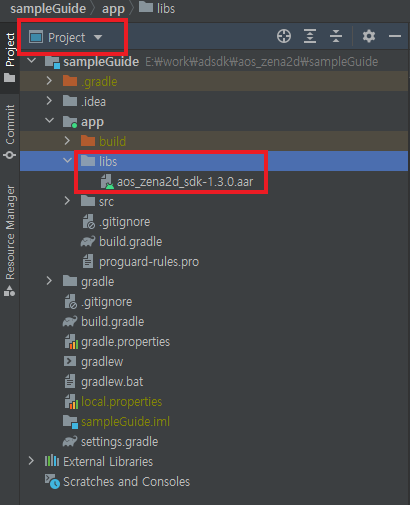 sampleGuide app libs
Project
sampleGuide E:₩work₩adsdk₩aos_zena2d₩sampleGuide
.gradle
.idea
app
build
libs
aos_zena2d_sdk-1.3.0.aar
src
.gitignore
build.gradle
proguard-rules.pro
gradle
.gitignore
build.gradle
gradle.properties
gradlew
gradlew.bat
local.properties
sampleGuide.iml
settings.gradle
External Libraries
Scratches and Consoles
Project
Commit
Resource Manager